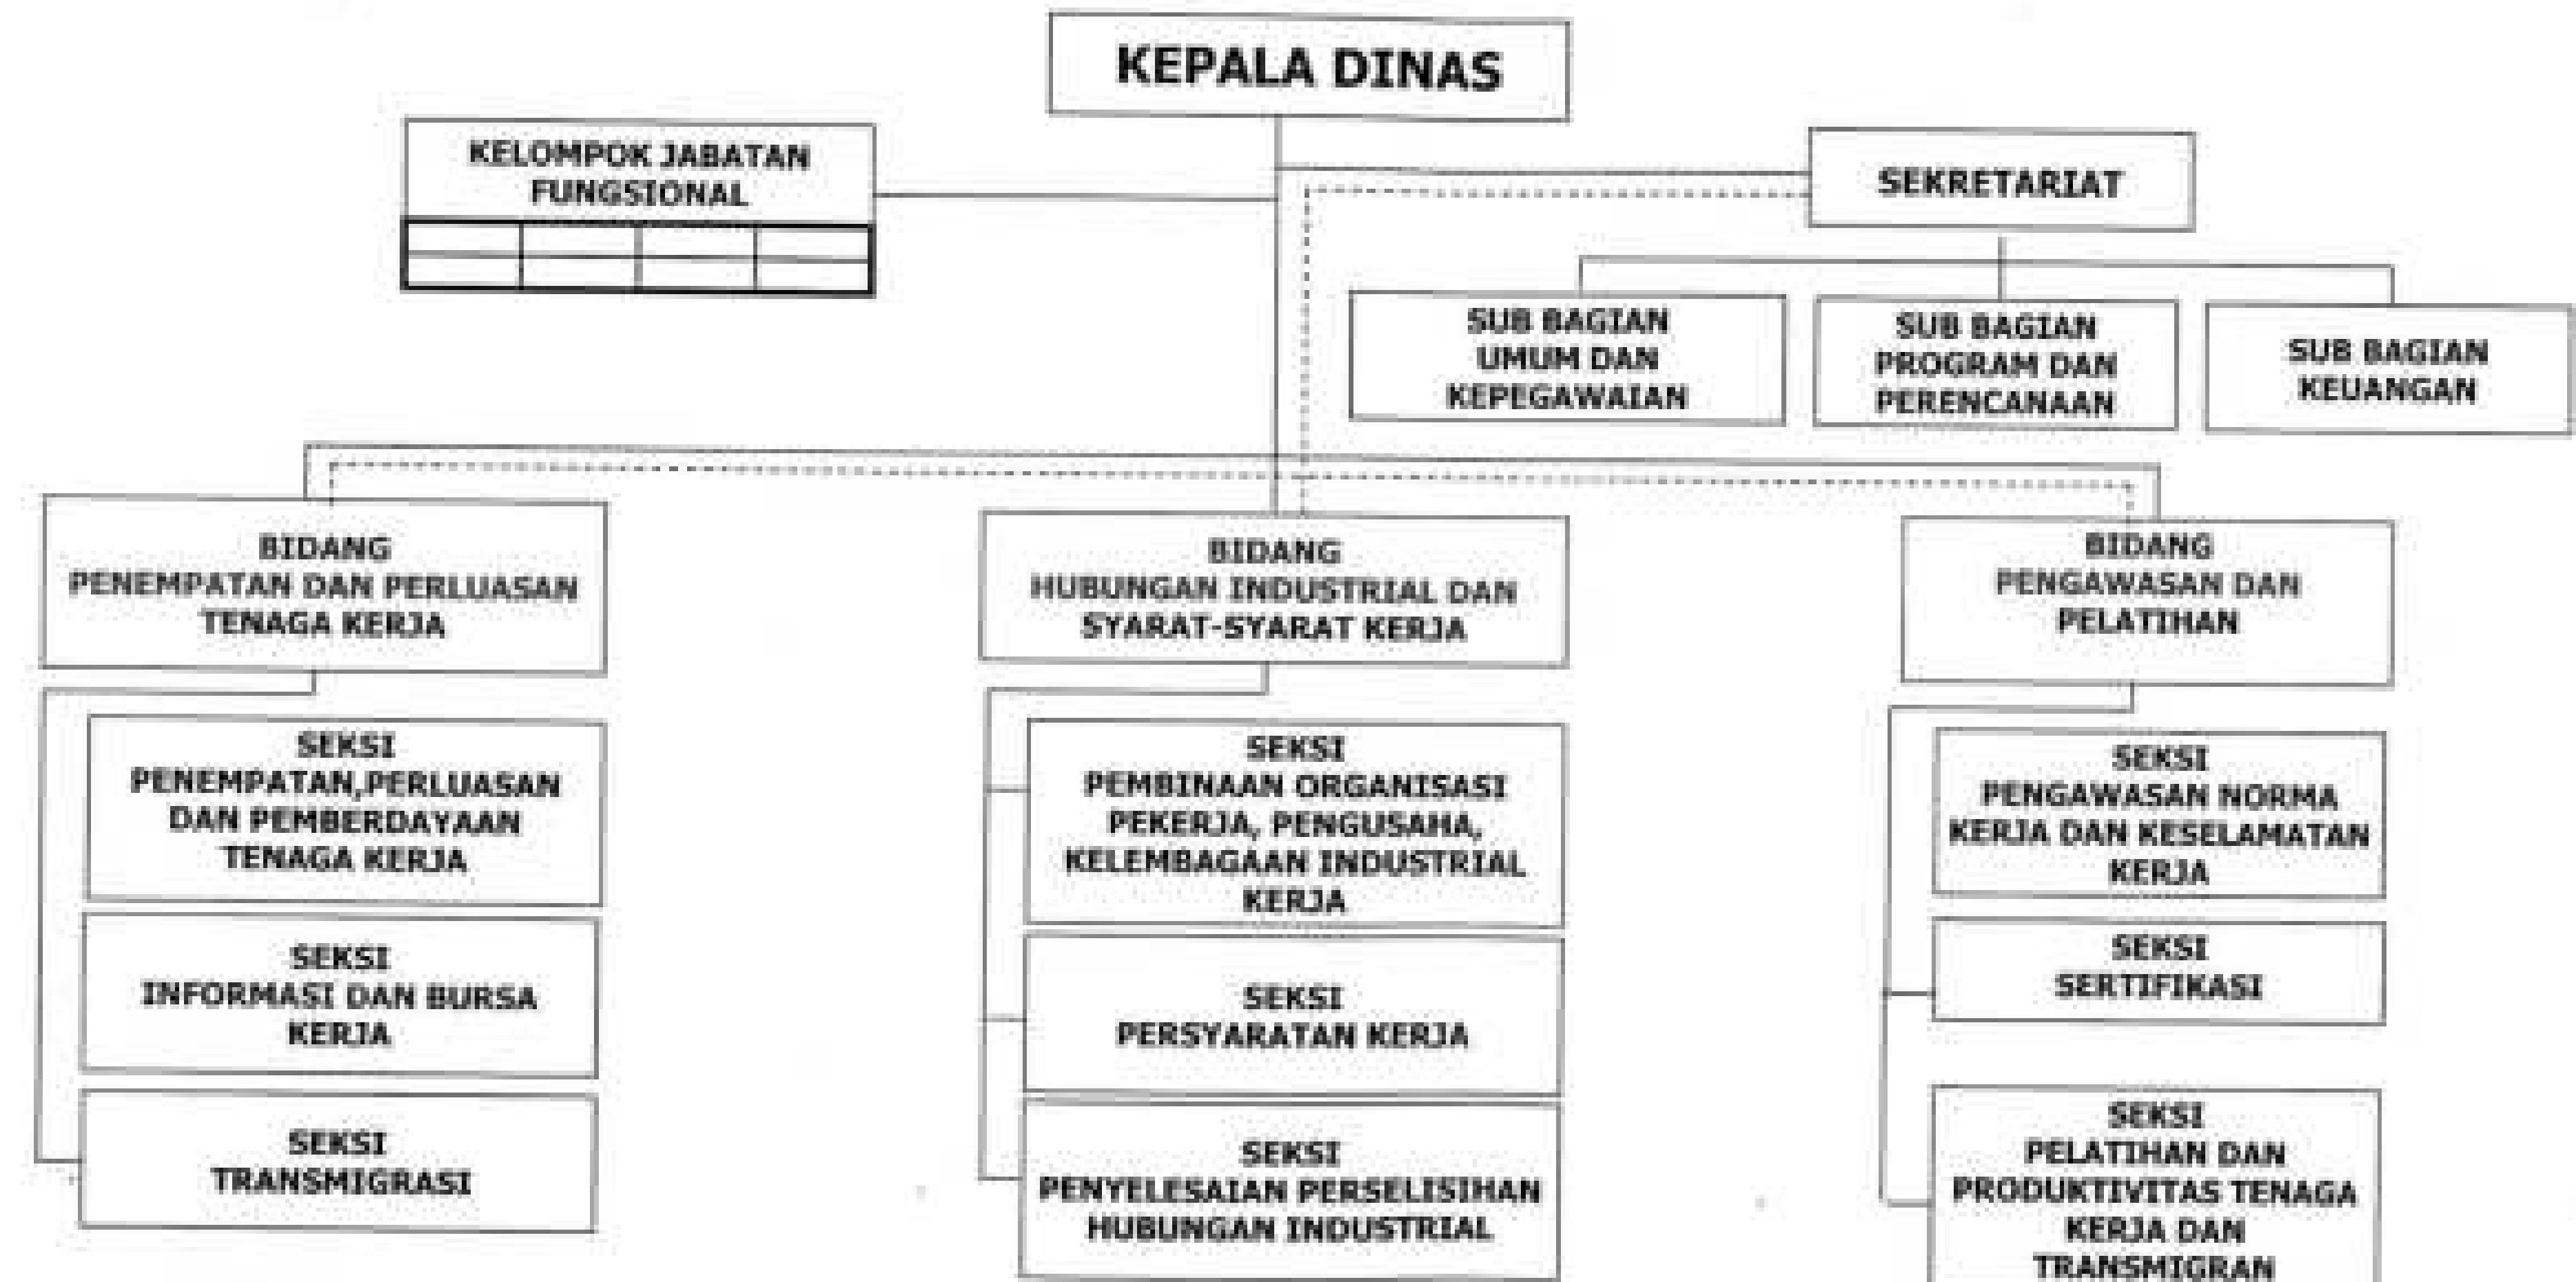 KEPALA DINAS
KELOMPOK JABATAN
FUNGSIONAL
SEKRETARIAT
SUB BAGIAN
UMUM DAN
KEPEGAWAIAN
SUB BAGIAN
PROGRAM DAN
PERENCANAAN
SUB BAGIAN
KEUANGAN
BIDANG
PENEMPATAN DAN PERLUASAN
TENAGA KERJA
BIDANG
HUBUNGAN INDUSTRIAL DAN
SYARAT-SYARAT KERJA
BIDANG
PENGAWASAN DAN
PELATIHAN
SEKSI
PENEMPATAN,PERLUASAN
DAN PEMBERDAYAAN
TENAGA KERJA
SEKSI
INFORMASI DAN BURSA
KERJA
SEKSI
TRANSMIGRASI
SEKSI
PEMBINAAN ORGANISASI
PEKERJA, PENGUSAHA,
KELEMBAGAAN INDUSTRIAL
KERJA
SEKSI
PERSYARATAN KERJA
SEKSI
PENYELESAIAN PERSELISIHAN
HUBUNGAN INDUSTRIAL
SEKSI
PENGAWASAN NORMA
KERJA DAN KESELAMATAN
KERJA
SEKSI
SERTIFIKASI
SEKSI
PELATIHAN DAN
PRODUKTIVITAS TENAGA
KERJA DAN
TRANSMIGRAN